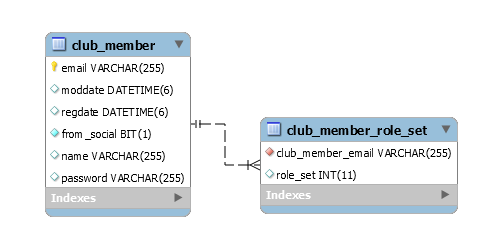 club_member
email VARCHAR(255)
moddate DATETIME(6)
regdate DATETIME(6)
from_social BIT(1)
name VARCHAR(255)
password VARCHAR(255)
Indexes
club_member_role_set
club_member_email VARCHAR(255)
role_set INT(11)
Indexes